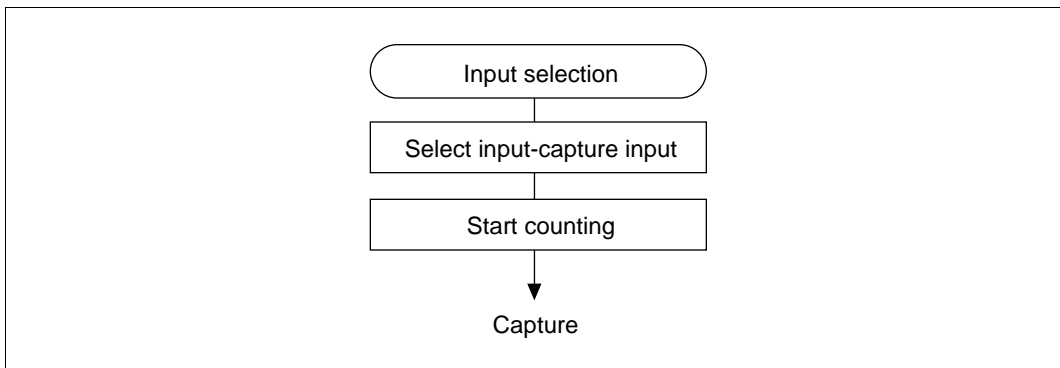 Input selection
Select input-capture input
Start counting
Capture